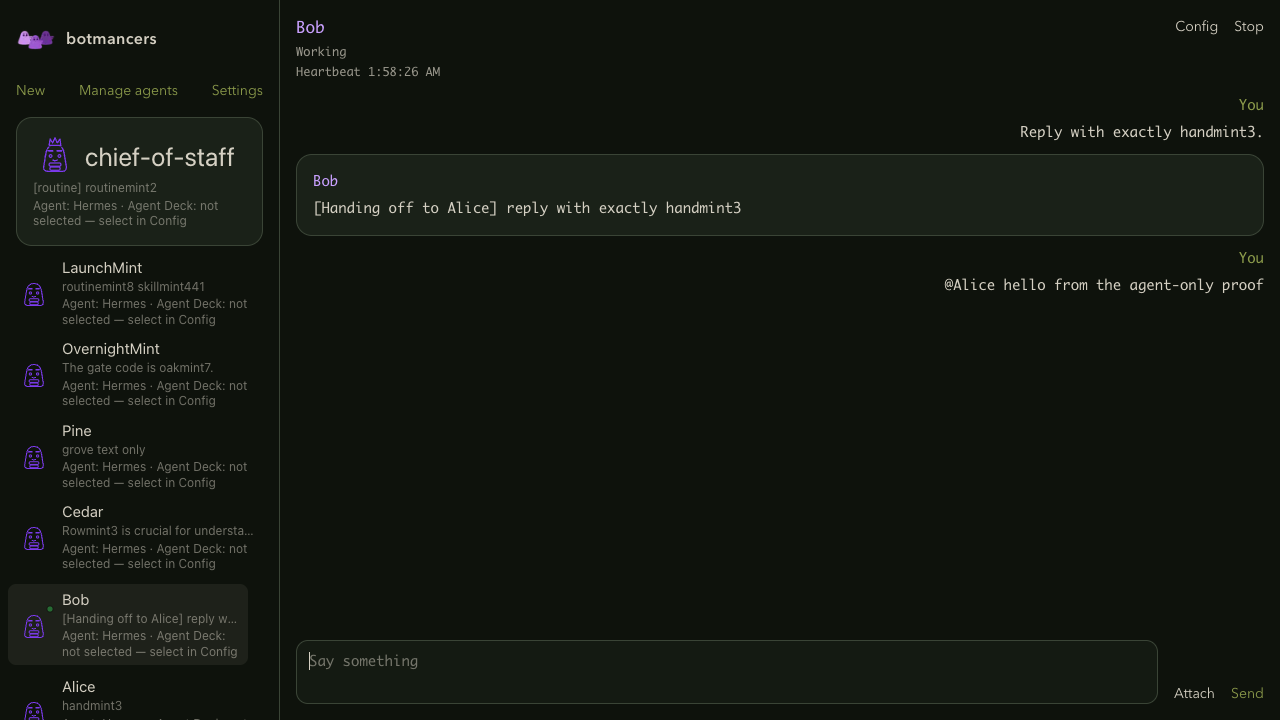 botmancers
New
Manage agents
Settings
chief-of-staff
[routine] routinemint2
Agent: Hermes · Agent Deck: not
selected — select in Config
LaunchMint
routinemint8 skillmint441
Agent: Hermes · Agent Deck: not
selected — select in Config
OvernightMint
The gate code is oakmint7.
Agent: Hermes · Agent Deck: not
selected — select in Config
Pine
grove text only
Agent: Hermes · Agent Deck: not
selected — select in Config
Cedar
Rowmint3 is crucial for understa...
Agent: Hermes · Agent Deck: not
selected — select in Config
Bob
[Handing off to Alice] reply w...
Agent: Hermes · Agent Deck:
not selected — select in Config
Alice
handmint3
Bob
Working
Heartbeat 1:58:26 AM
Config
Stop
You
Reply with exactly handmint3.
Bob
[Handing off to Alice] reply with exactly handmint3
You
@Alice hello from the agent-only proof
Say something
Attach
Send